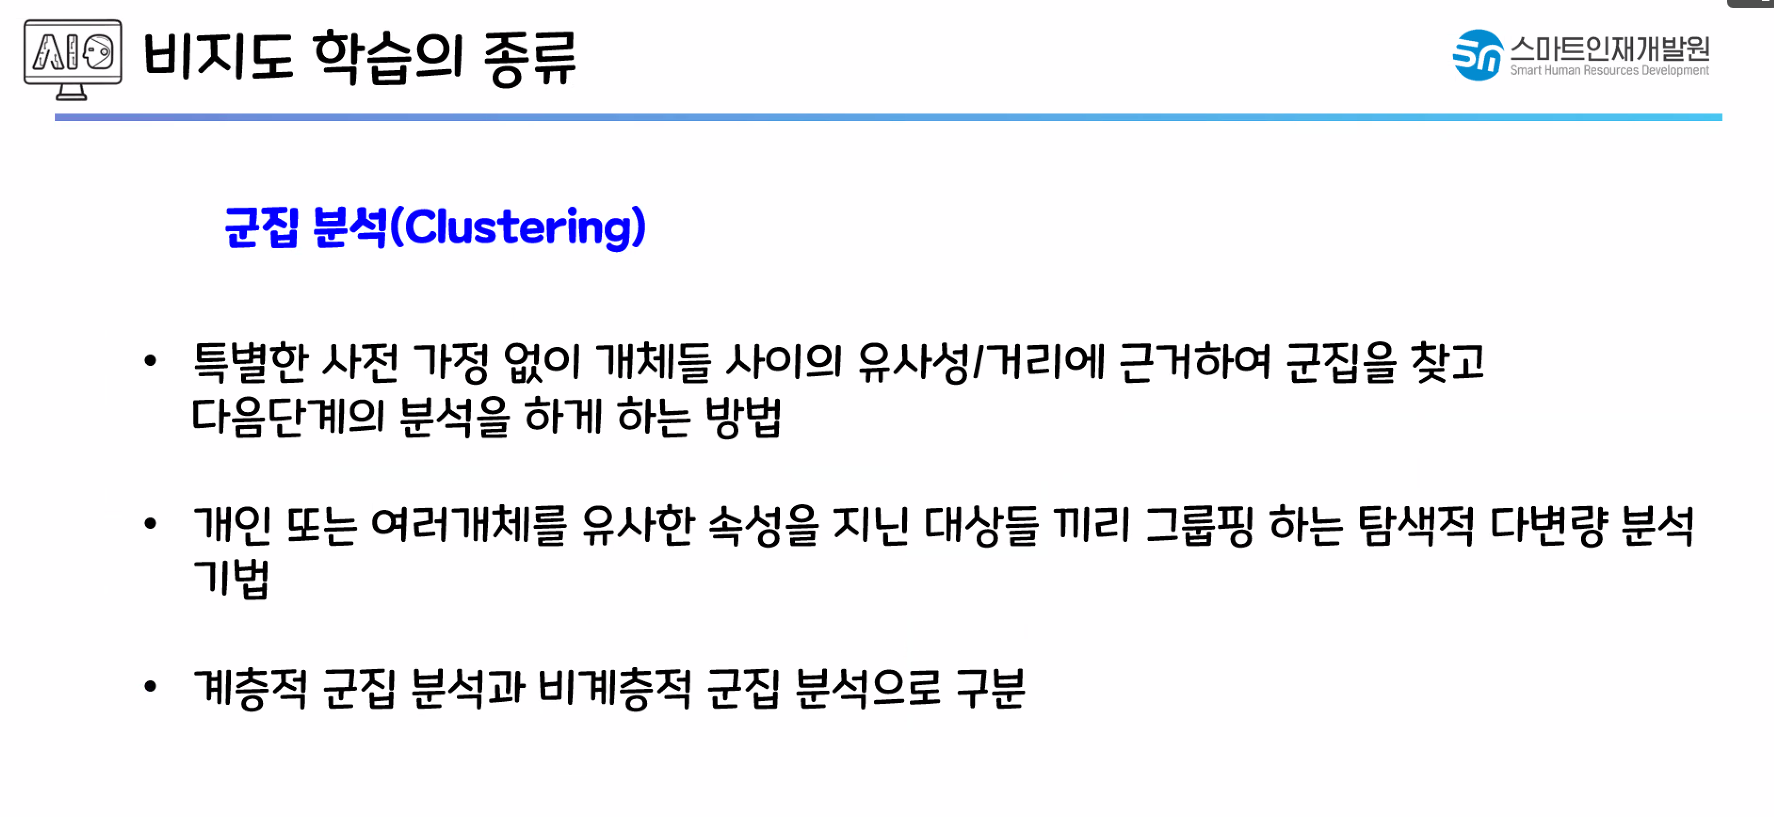 AI
비지도 학습의 종류
스마트인재개발원
Smart Human Resources Development
군집 분석(Clustering)
• 특별한 사전 가정 없이 개체들 사이의 유사성/거리에 근거하여 군집을 찾고
다음단계의 분석을 하게 하는 방법
• 개인 또는 여러개체를 유사한 속성을 지닌 대상들 끼리 그룹핑 하는 탐색적 다변량 분석
기법
• 계층적 군집 분석과 비계층적 군집 분석으로 구분